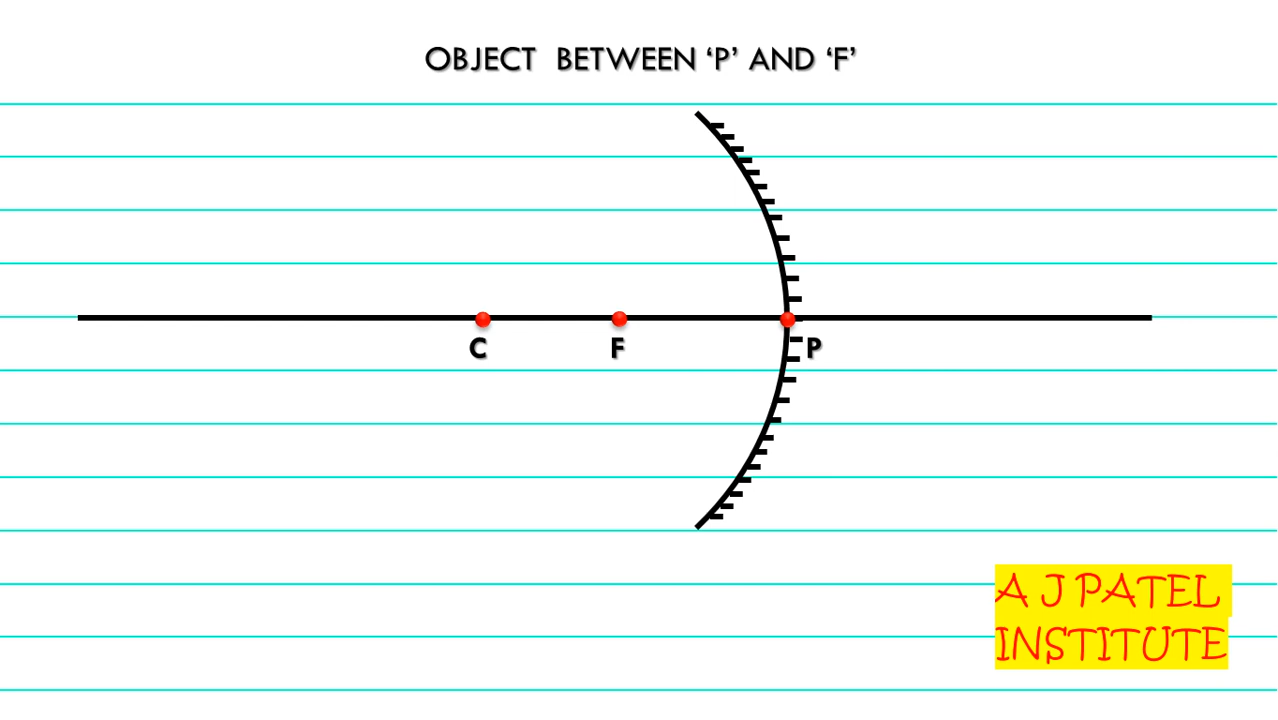 OBJECT BETWEEN ‘P’ AND ‘F’
C
F
P
A J PATEL
INSTITUTE